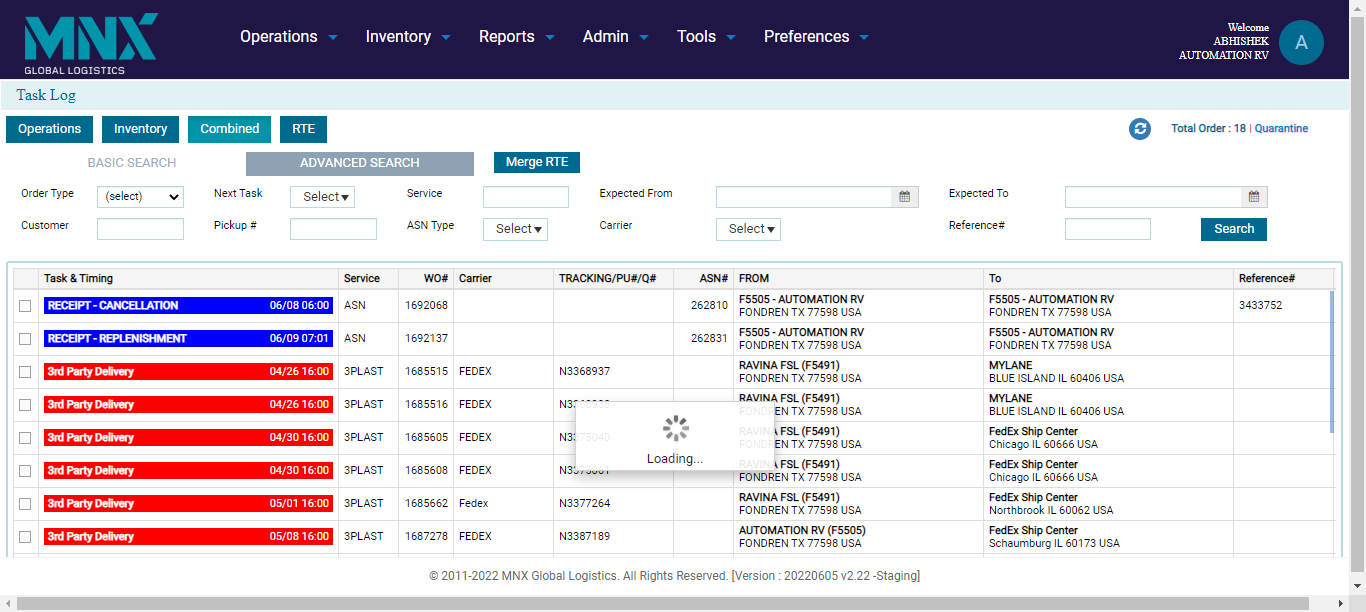 MNX
GLOBAL LOGISTICS
Operations Inventory Reports Admin Tools Preferences
Welcome
ABHISHEK
AUTOMATION RV
A
Task Log
Operations Inventory Combined RTE
Total Order : 18 | Quarantine
BASIC SEARCH ADVANCED SEARCH Merge RTE
Order Type (select) Next Task Select Service Expected From Expected To
Customer Pickup # ASN Type Select Carrier Select Reference# Search
Task & Timing Service WO# Carrier TRACKING/PU#/Q# ASN# FROM To Reference#
RECEIPT - CANCELLATION 06/08 06:00 ASN 1692068 262810 F5505 - AUTOMATION RV F5505 - AUTOMATION RV 3433752
FONDREN TX 77598 USA FONDREN TX 77598 USA
RECEIPT - REPLENISHMENT 06/09 07:01 ASN 1692137 262831 F5505 - AUTOMATION RV F5505 - AUTOMATION RV
FONDREN TX 77598 USA FONDREN TX 77598 USA
3rd Party Delivery 04/26 16:00 3PLAST 1685515 FEDEX N3368937 RAVINA FSL (F5491) MYLANE
FONDREN TX 77598 USA BLUE ISLAND IL 60406 USA
3rd Party Delivery 04/26 16:00 3PLAST 1685516 FEDEX RAVINA FSL (F5491) MYLANE
FONDREN TX 77598 USA BLUE ISLAND IL 60406 USA
3rd Party Delivery 04/30 16:00 3PLAST 1685605 FEDEX N3375040 RAVINA FSL (F5491) FedEx Ship Center
FONDREN TX 77598 USA Chicago IL 60666 USA
3rd Party Delivery 04/30 16:00 3PLAST 1685608 FEDEX RAVINA FSL (F5491) FedEx Ship Center
FONDREN TX 77598 USA Chicago IL 60666 USA
Loading...
3rd Party Delivery 05/01 16:00 3PLAST 1685662 Fedex N3377264 RAVINA FSL (F5491) FedEx Ship Center
FONDREN TX 77598 USA Northbrook IL 60062 USA
3rd Party Delivery 05/08 16:00 3PLAST 1687278 FEDEX N3387189 AUTOMATION RV (F5505) FedEx Ship Center
FONDREN TX 77598 USA Schaumburg IL 60173 USA
© 2011-2022 MNX Global Logistics. All Rights Reserved. [Version : 20220605 v2.22 -Staging]